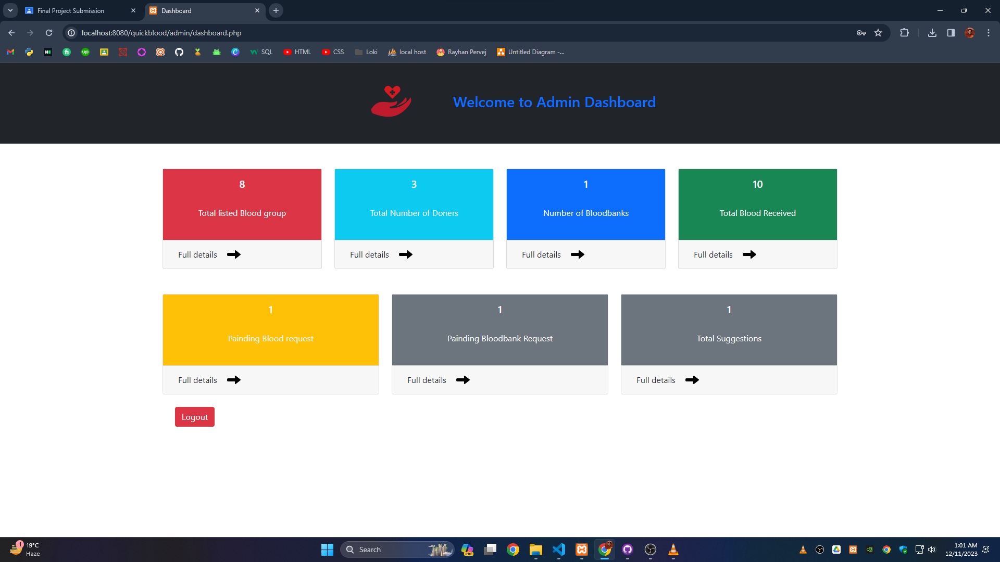 Final Project Submission
Dashboard
localhost:8080/quickblood/admin/dashboard.php
up
SQL
HTML
CSS
Loki
local host
Rayhan Pervej
Untitled Diagram -...
Welcome to Admin Dashboard
8
Total listed Blood group
Full details
3
Total Number of Doners
Full details
1
Number of Bloodbanks
Full details
10
Total Blood Received
Full details
1
Painding Blood request
Full details
1
Painding Bloodbank Request
Full details
1
Total Suggestions
Full details
Logout
1
19°C
Haze
Search
PRE
1:01 AM
12/11/2023